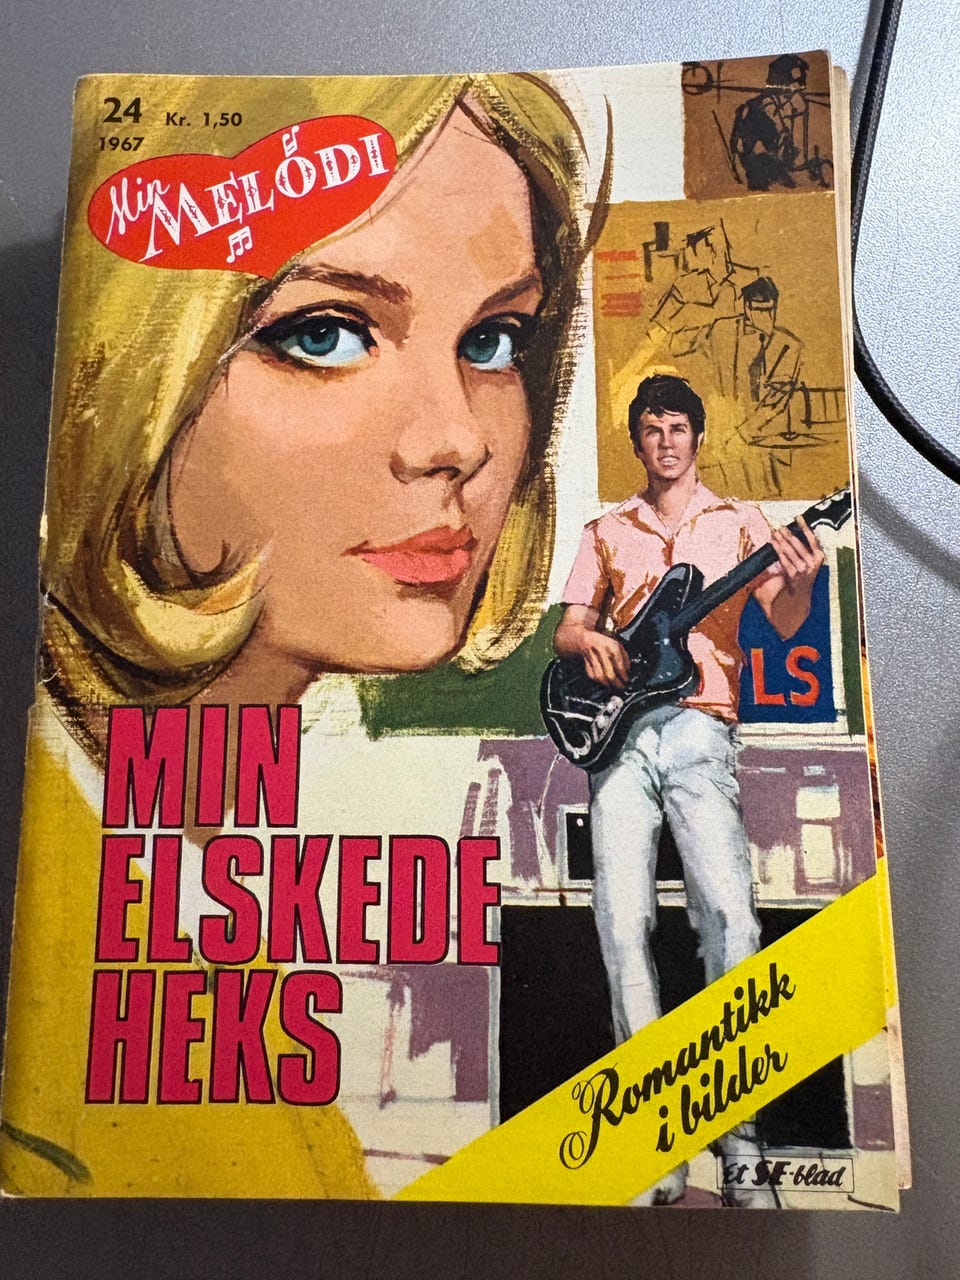 24 Kr. 1,50
1967
Min
MELODI
LS
MIN
ELSKEDE
HEKS
Romantikk
i bilder
Et SE-blad